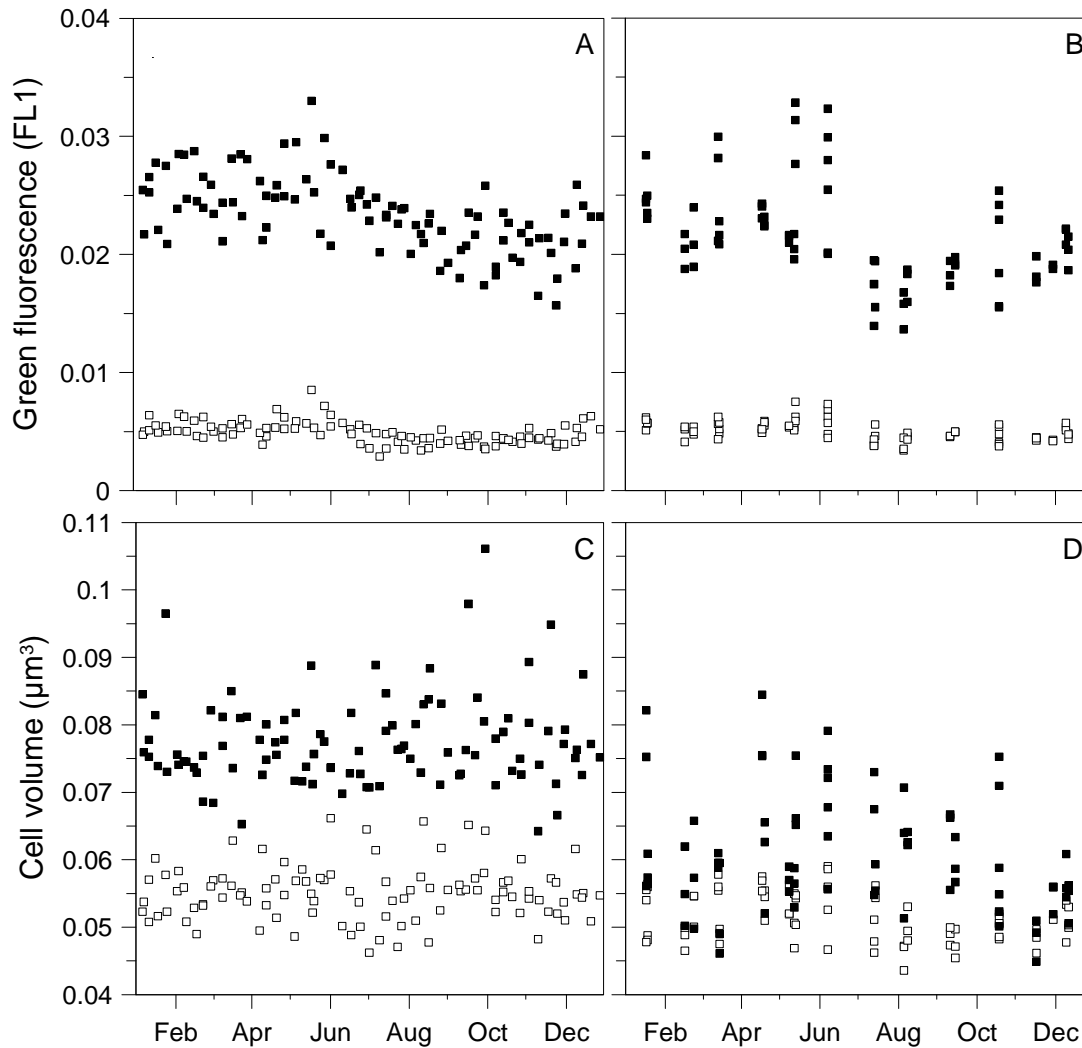 Green fluorescence (FL1)
0.04
0.03
0.02
0.01
0
A
B
Cell volume (µm³)
0.11
0.1
0.09
0.08
0.07
0.06
0.05
0.04
C
D
Feb Apr Jun Aug Oct Dec Feb Apr Jun Aug Oct Dec